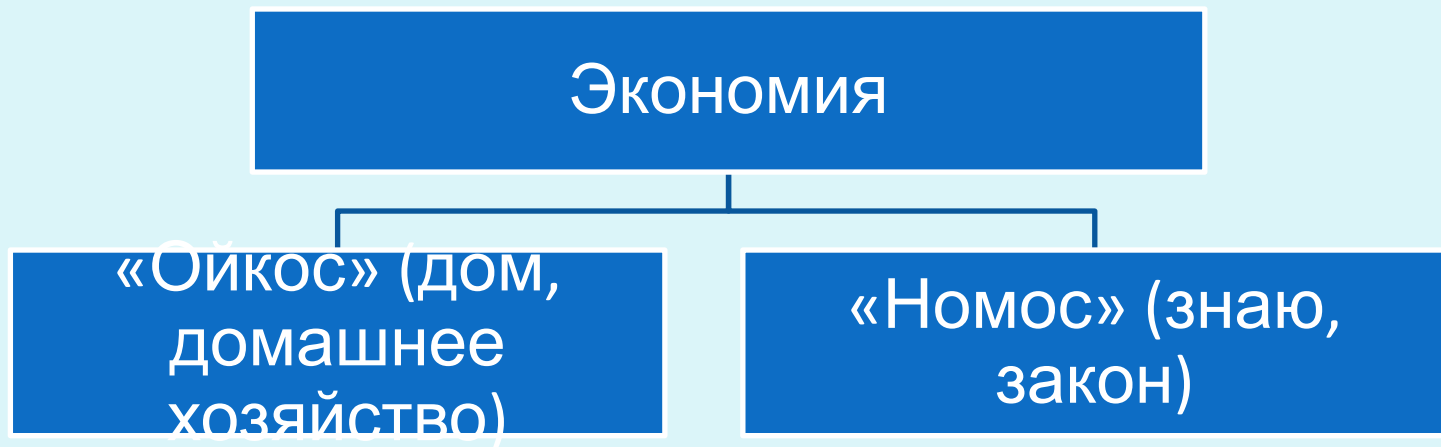 Экономия
«Ойкос» (дом,
домашнее
хозяйство)
«Номос» (знаю,
закон)